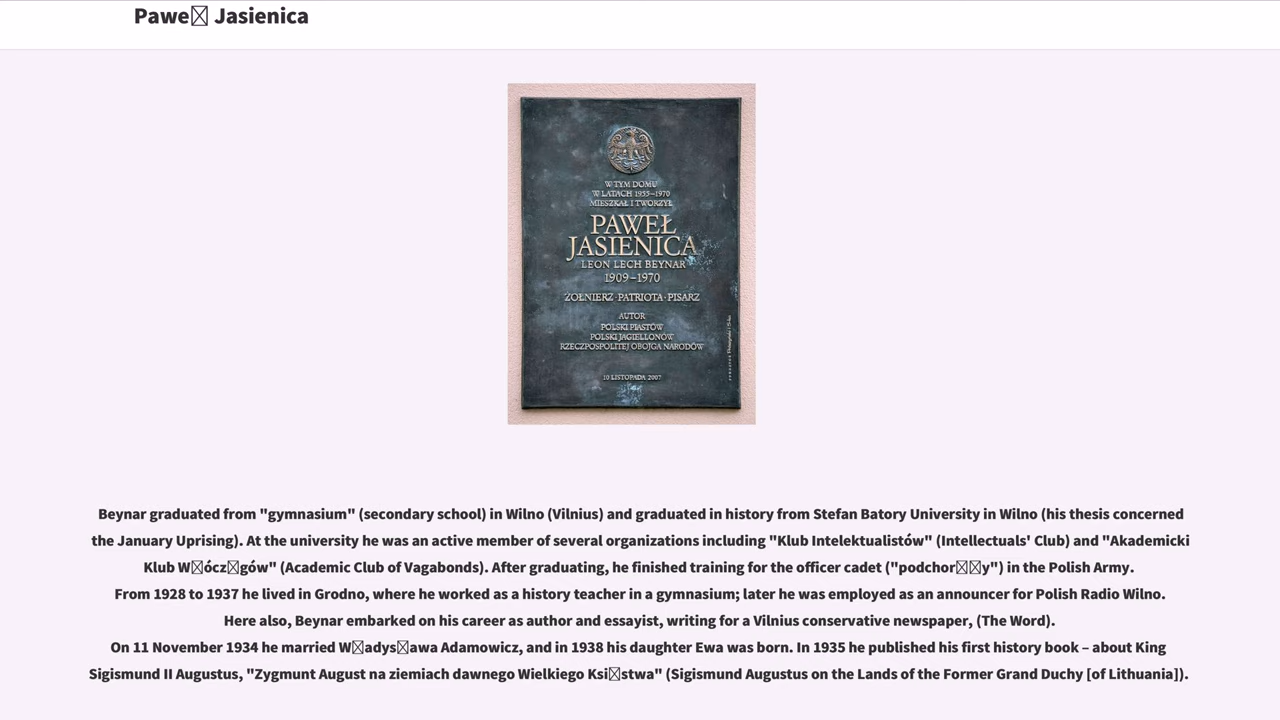 Pawe Jasienica
W TYM DOMU
W LATACH 1955–1970
MIESZKAŁ I TWORZYŁ
PAWEŁ
JASIENICA
LEON LECH BEYNAR
1909–1970
ŻOŁNIERZ·PATRIOTA·PISARZ
AUTOR
POLSKI PIASTÓW
POLSKI JAGIELLONÓW
RZECZPOSPOLITEJ OBOJGA NARODÓW
10 LISTOPADA 2007
Beynar graduated from "gymnasium" (secondary school) in Wilno (Vilnius) and graduated in history from Stefan Batory University in Wilno (his thesis concerned
the January Uprising). At the university he was an active member of several organizations including "Klub Intelektualistów" (Intellectuals' Club) and "Akademicki
Klub W󠄀ócz󠄀gów" (Academic Club of Vagabonds). After graduating, he finished training for the officer cadet ("podchory") in the Polish Army.
From 1928 to 1937 he lived in Grodno, where he worked as a history teacher in a gymnasium; later he was employed as an announcer for Polish Radio Wilno.
Here also, Beynar embarked on his career as author and essayist, writing for a Vilnius conservative newspaper, (The Word).
On 11 November 1934 he married Wadysawa Adamowicz, and in 1938 his daughter Ewa was born. In 1935 he published his first history book – about King
Sigismund II Augustus, "Zygmunt August na ziemiach dawnego Wielkiego Ksistwa" (Sigismund Augustus on the Lands of the Former Grand Duchy [of Lithuania]).